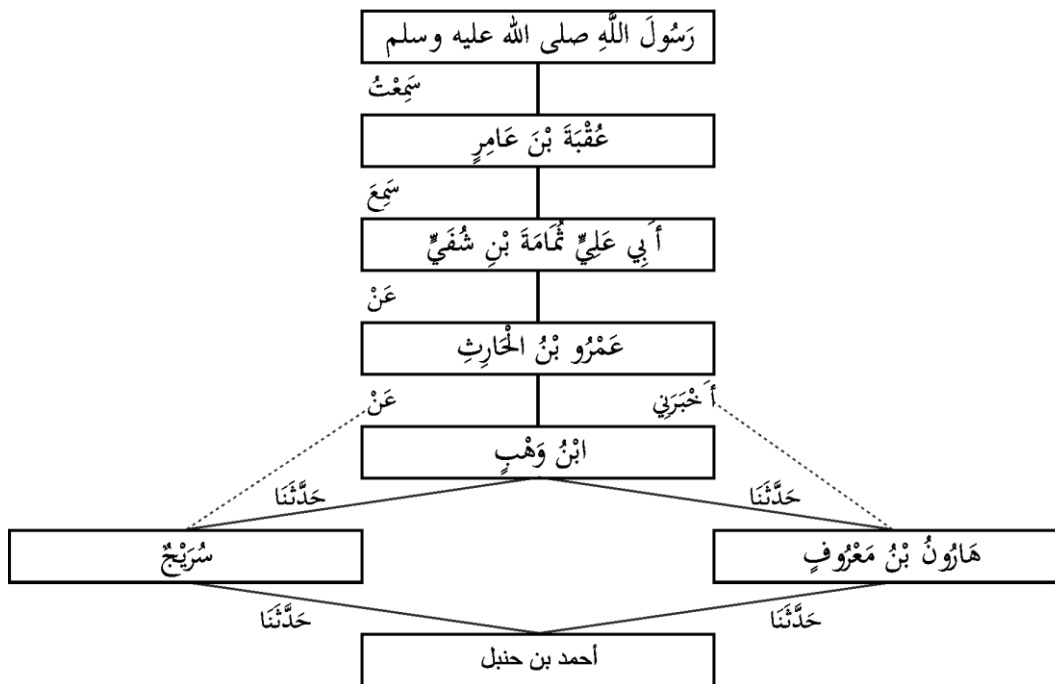 رَسُولَ اللَّهِ صلى الله عليه وسلم
سَمِعْتُ
عُقْبَةَ بْنَ عَامِرٍ
سَمِعَ
أَبِي عَلِيٍّ ثُمَامَةَ بْنِ شُفَيٍّ
عَنْ
عَمْرُو بْنُ الْحَارِثِ
أَخْبَرَنِي
عَنْ
ابْنُ وَهْبٍ
حَدَّثَنَا
حَدَّثَنَا
هَارُونُ بْنُ مَعْرُوفٍ
سُرَيْجٌ
حَدَّثَنَا
حَدَّثَنَا
أحمد بن حنبل